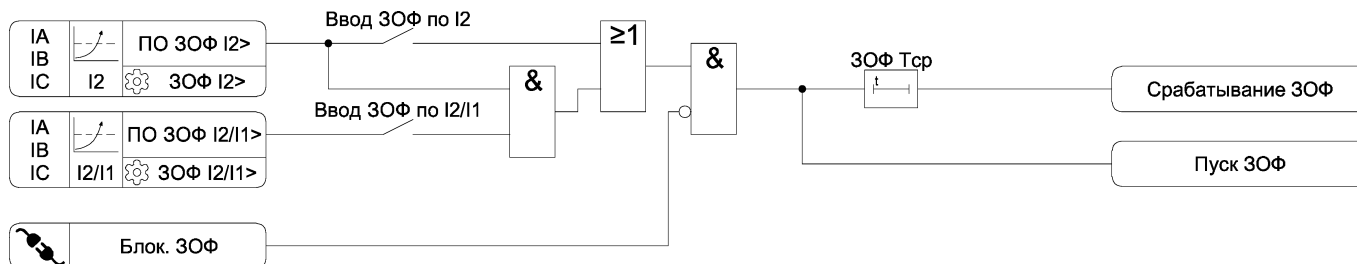 IA
IB
IC
I2
ПО ЗОФ I2>
ЗОФ I2>
Ввод ЗОФ по I2
≥1
&
&
ЗОФ Тср
t
Срабатывание ЗОФ
IA
IB
IC
I2/I1
ПО ЗОФ I2/I1>
ЗОФ I2/I1>
Ввод ЗОФ по I2/I1
Пуск ЗОФ
Блок. ЗОФ